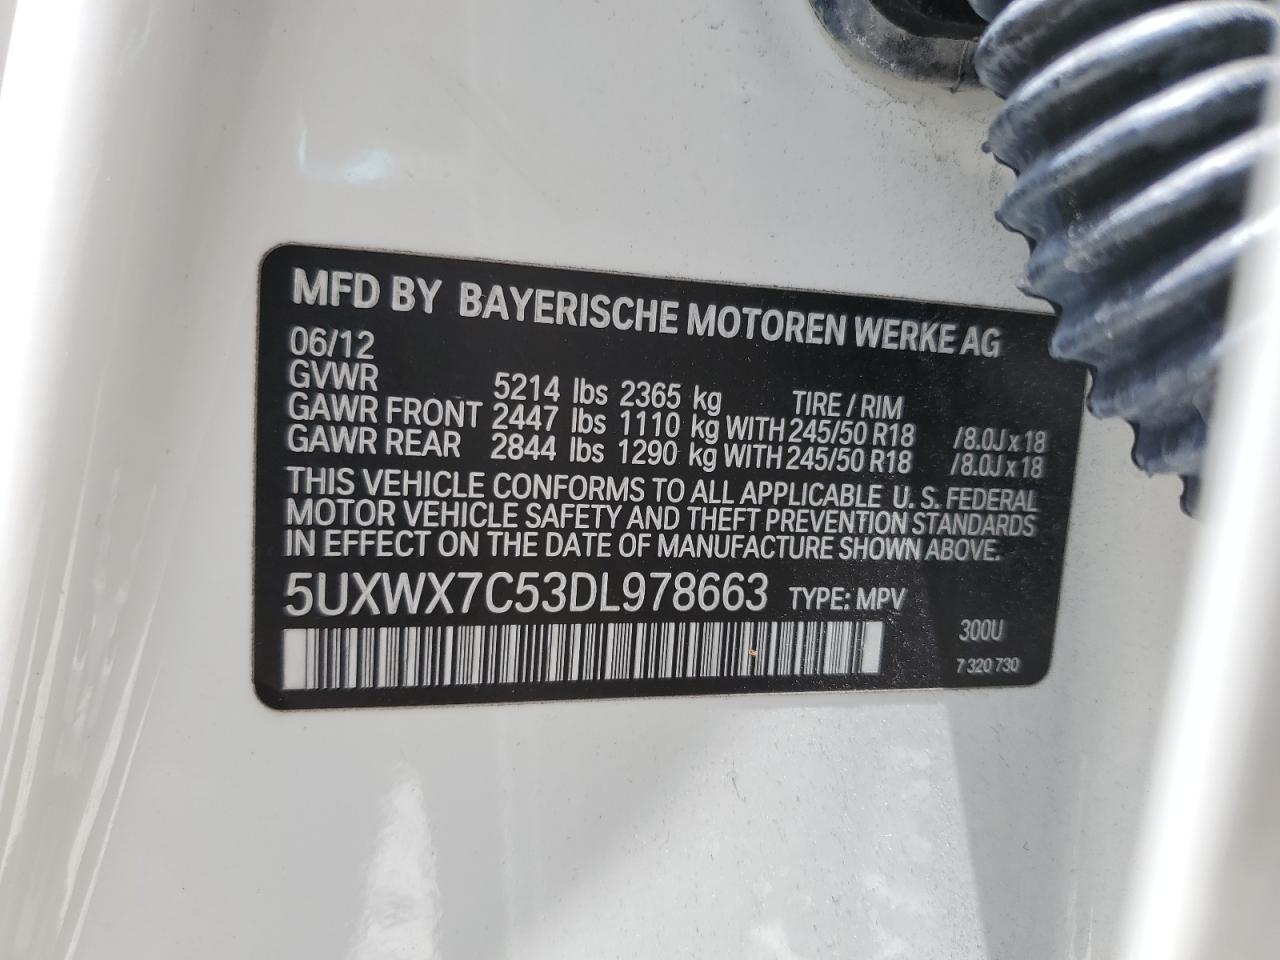 MFD BY BAYERISCHE MOTOREN WERKE AG
06/12
GVWR 5214 lbs 2365 kg TIRE / RIM
GAWR FRONT 2447 lbs 1110 kg WITH 245/50 R18 /8.0J x 18
GAWR REAR 2844 lbs 1290 kg WITH 245/50 R18 /8.0J x 18
THIS VEHICLE CONFORMS TO ALL APPLICABLE U. S. FEDERAL
MOTOR VEHICLE SAFETY AND THEFT PREVENTION STANDARDS
IN EFFECT ON THE DATE OF MANUFACTURE SHOWN ABOVE.
5UXWX7C53DL978663 TYPE: MPV
300U
7 320 730